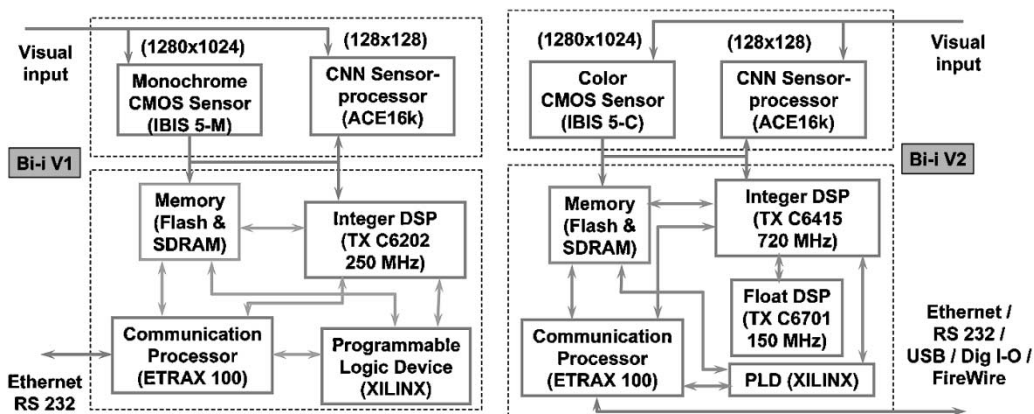 Visual
input
(1280x1024)
(128x128)
Monochrome
CMOS Sensor
(IBIS 5-M)
CNN Sensor-
processor
(ACE16k)
Bi-i V1
Memory
(Flash &
SDRAM)
Integer DSP
(TX C6202
250 MHz)
Communication
Processor
(ETRAX 100)
Programmable
Logic Device
(XILINX)
Ethernet
RS 232
(1280x1024)
(128x128)
Visual
input
Color
CMOS Sensor
(IBIS 5-C)
CNN Sensor-
processor
(ACE16k)
Bi-i V2
Memory
(Flash &
SDRAM)
Integer DSP
(TX C6415
720 MHz)
Float DSP
(TX C6701
150 MHz)
Communication
Processor
(ETRAX 100)
PLD (XILINX)
Ethernet /
RS 232 /
USB / Dig I-O /
FireWire